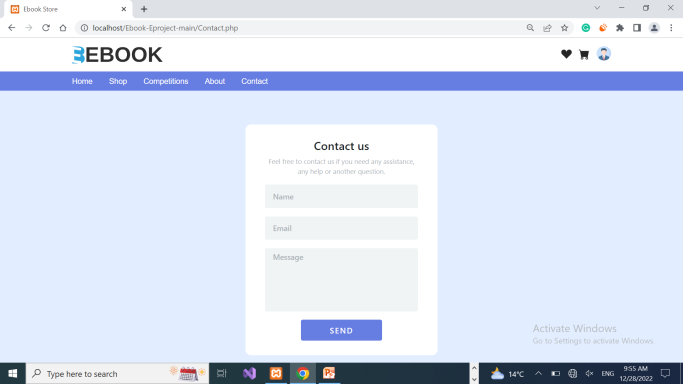 Ebook Store
localhost/Ebook-Eproject-main/Contact.php
EBOOK
Home Shop Competitions About Contact
Contact us
Feel free to contact us if you need any assistance,
any help or another question.
Name
Email
Message
SEND
Activate Windows
Go to Settings to activate Windows.
Type here to search
14°C
ENG
9:55 AM
12/28/2022